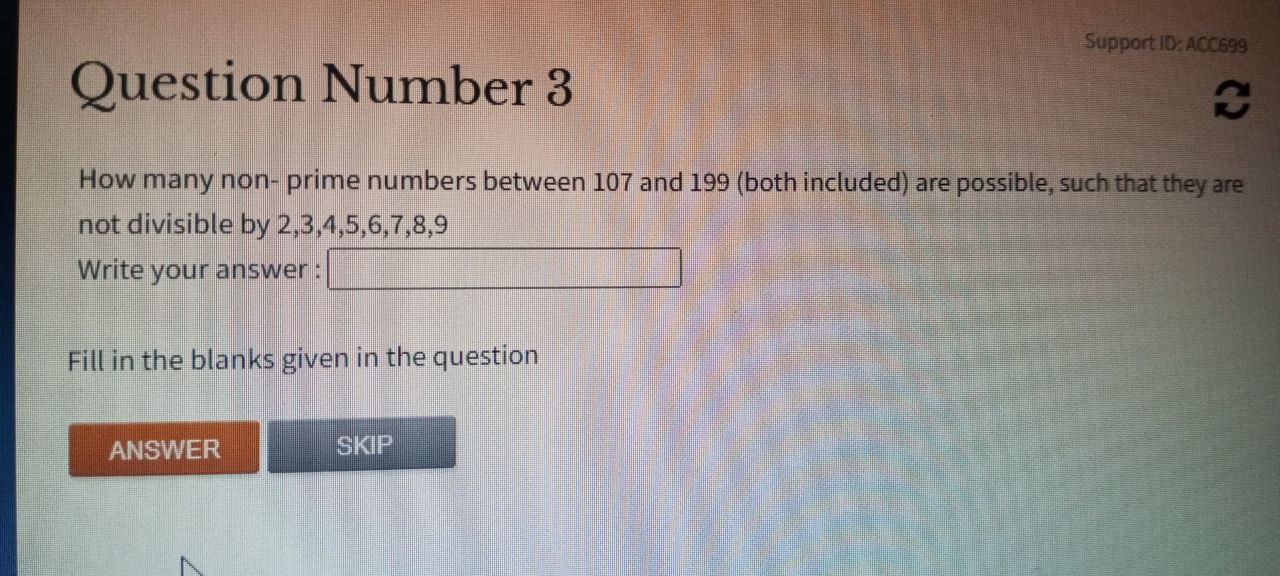 Support ID: ACC699
Question Number 3
How many non- prime numbers between 107 and 199 (both included) are possible, such that they are
not divisible by 2,3,4,5,6,7,8,9
Write your answer :
Fill in the blanks given in the question
ANSWER
SKIP